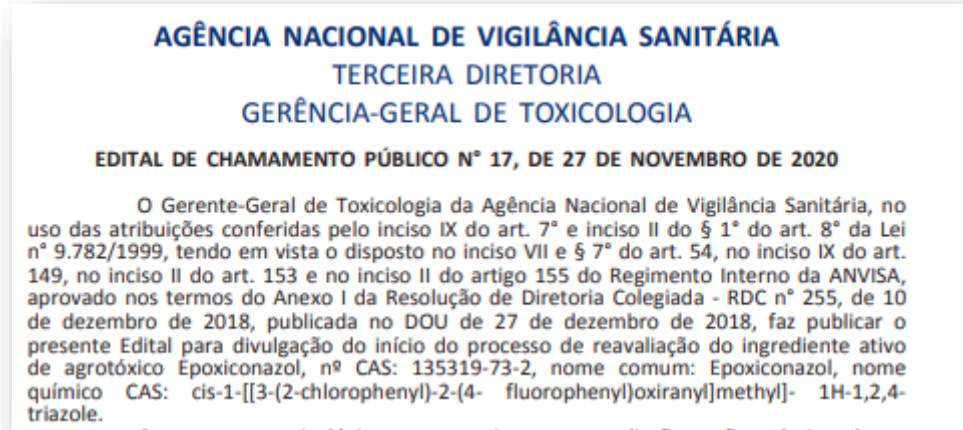 AGÊNCIA NACIONAL DE VIGILÂNCIA SANITÁRIA
TERCEIRA DIRETORIA
GERÊNCIA-GERAL DE TOXICOLOGIA
EDITAL DE CHAMAMENTO PÚBLICO N° 17, DE 27 DE NOVEMBRO DE 2020
O Gerente-Geral de Toxicologia da Agência Nacional de Vigilância Sanitária, no
uso das atribuições conferidas pelo inciso IX do art. 7° e inciso II do § 1° do art. 8° da Lei
n° 9.782/1999, tendo em vista o disposto no inciso VII e § 7° do art. 54, no inciso IX do art.
149, no inciso II do art. 153 e no inciso II do artigo 155 do Regimento Interno da ANVISA,
aprovado nos termos do Anexo I da Resolução de Diretoria Colegiada - RDC n° 255, de 10
de dezembro de 2018, publicada no DOU de 27 de dezembro de 2018, faz publicar o
presente Edital para divulgação do início do processo de reavaliação do ingrediente ativo
de agrotóxico Epoxiconazol, nº CAS: 135319-73-2, nome comum: Epoxiconazol, nome
químico CAS: cis-1-[[3-(2-chlorophenyl)-2-(4- fluorophenyl)oxiranyl]methyl]- 1H-1,2,4-
triazole.